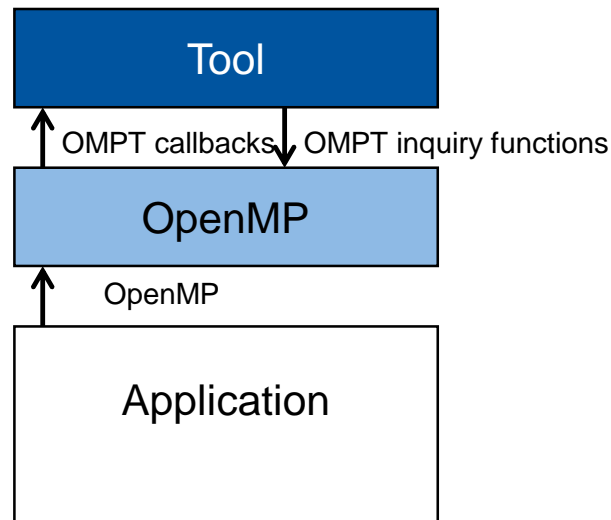 Tool
OMPT callbacks OMPT inquiry functions
OpenMP
OpenMP
Application